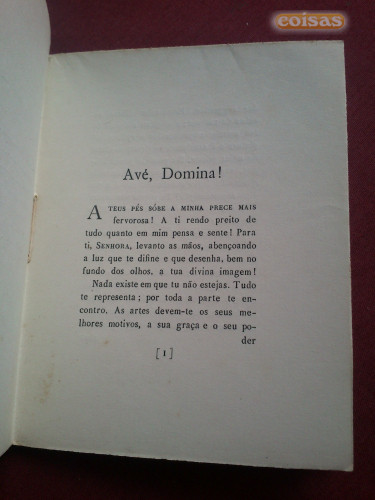 coisas
Avé, Domina!
A TEUS PÉS SÓBE A MINHA PRECE MAIS
fervorosa! A ti rendo preito de
tudo quanto em mim pensa e sente! Para
ti, SENHORA, levanto as mãos, abençoando
a luz que te difine e que desenha, bem no
fundo dos olhos, a tua divina imagem!
Nada existe em que tu não estejas. Tudo
te representa; por toda a parte te en-
contro. As artes devem-te os seus me-
lhores motivos, a sua graça e o seu po-
der
[1]